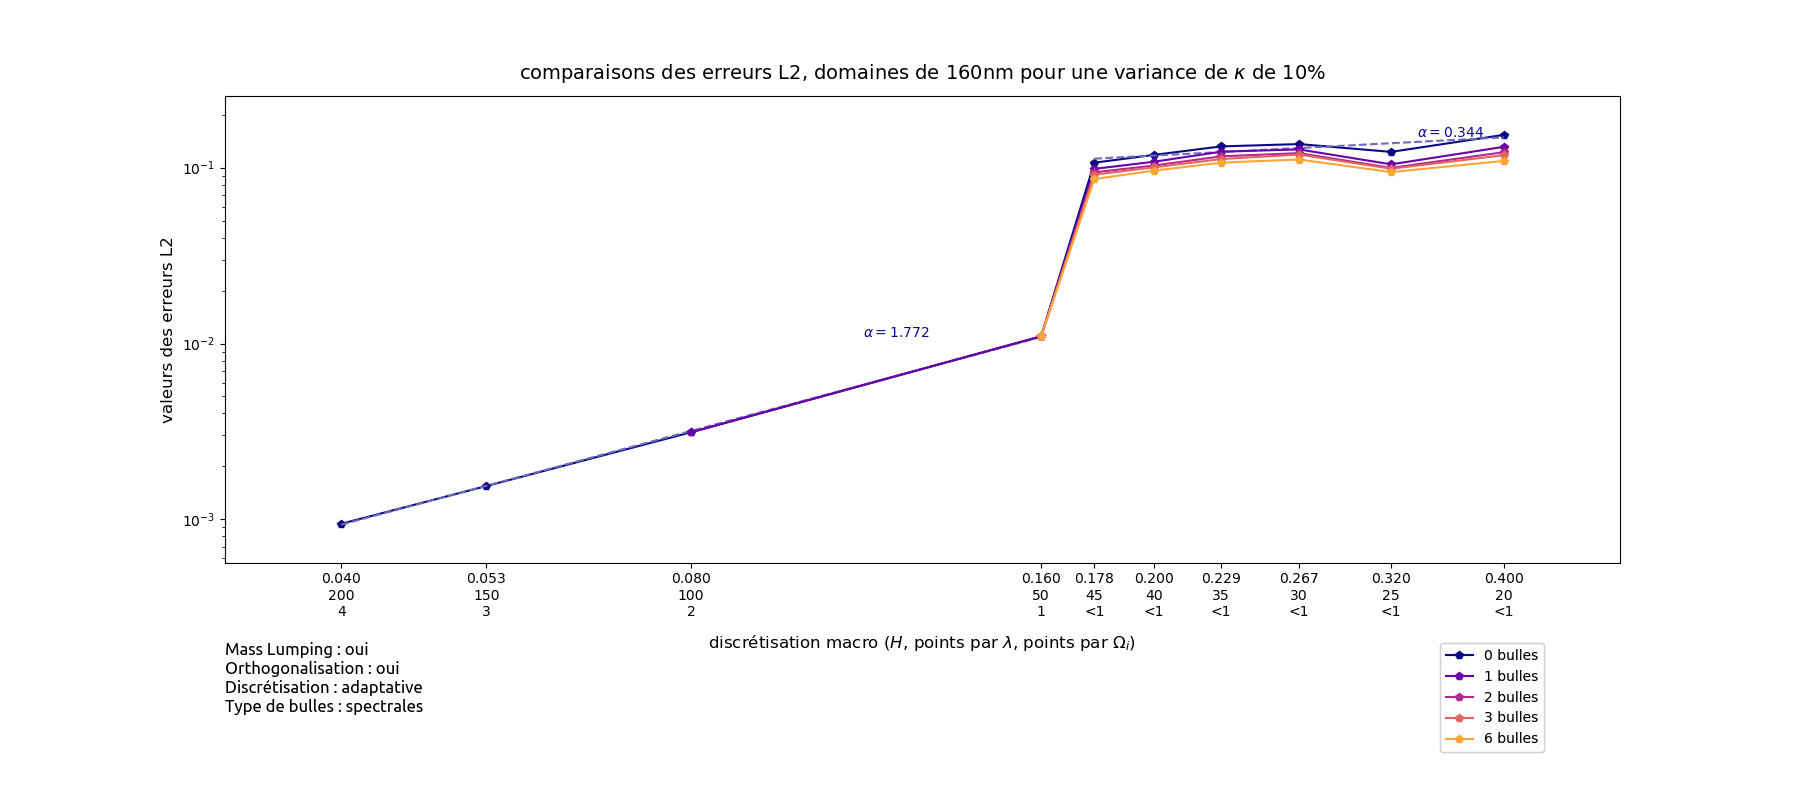 comparaisons des erreurs L2, domaines de 160nm pour une variance de κ de 10%
valeurs des erreurs L2
10⁻¹
10⁻²
10⁻³
α = 0.344
α = 1.772
0.040 0.053 0.080 0.160 0.178 0.200 0.229 0.267 0.320 0.400
200 150 100 50 45 40 35 30 25 20
4 3 2 1 <1 <1 <1 <1 <1 <1
discrétisation macro (H, points par λ, points par Ωᵢ)
Mass Lumping : oui
Orthogonalisation : oui
Discrétisation : adaptative
Type de bulles : spectrales
0 bulles
1 bulles
2 bulles
3 bulles
6 bulles